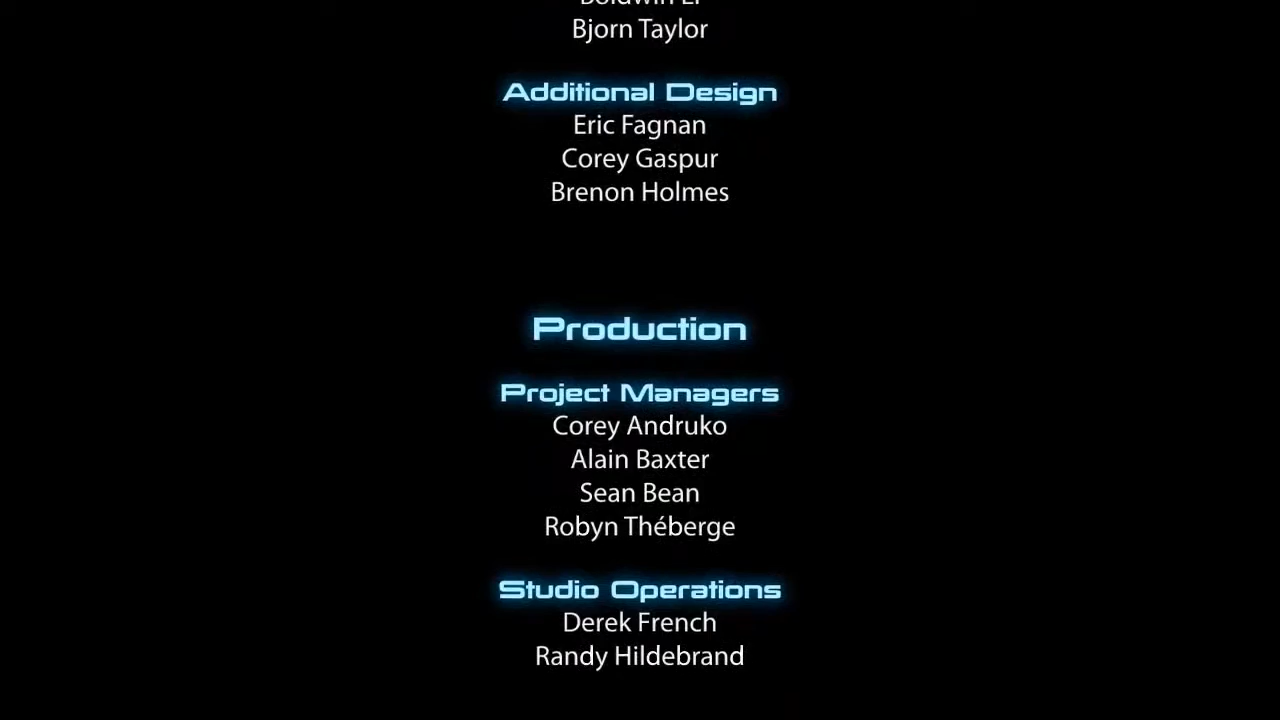 Bjorn Taylor
Additional Design
Eric Fagnan
Corey Gaspur
Brenon Holmes
Production
Project Managers
Corey Andruko
Alain Baxter
Sean Bean
Robyn Théberge
Studio Operations
Derek French
Randy Hildebrand